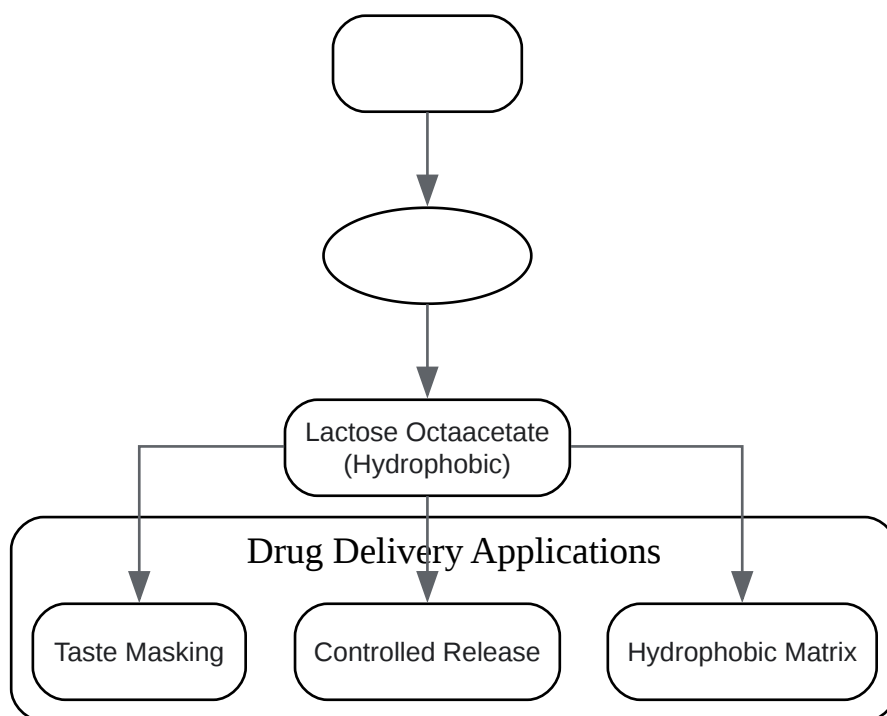 Lactose Octaacetate
(Hydrophobic)
Drug Delivery Applications
Taste Masking
Controlled Release
Hydrophobic Matrix